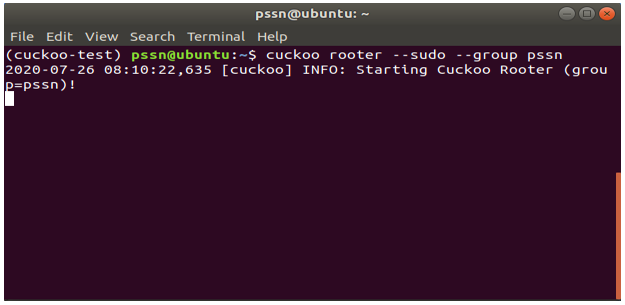 pssn@ubuntu: ~
File Edit View Search Terminal Help
(cuckoo-test) pssn@ubuntu:~$ cuckoo rooter --sudo --group pssn
2020-07-26 08:10:22,635 [cuckoo] INFO: Starting Cuckoo Rooter (grou
p=pssn)!